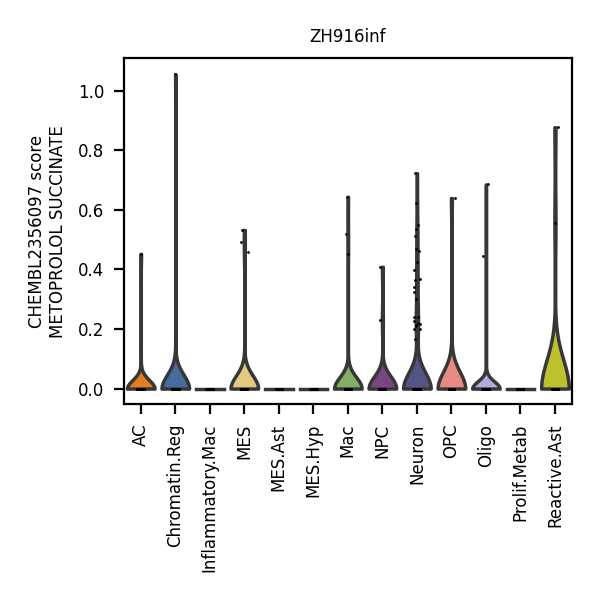 ZH916inf
CHEMBL2356097 score
METOPROLOL SUCCINATE
1.0
0.8
0.6
0.4
0.2
0.0
AC
Chromatin.Reg
Inflammatory.Mac
MES
MES.Ast
MES.Hyp
Mac
NPC
Neuron
OPC
Oligo
Prolif.Metab
Reactive.Ast